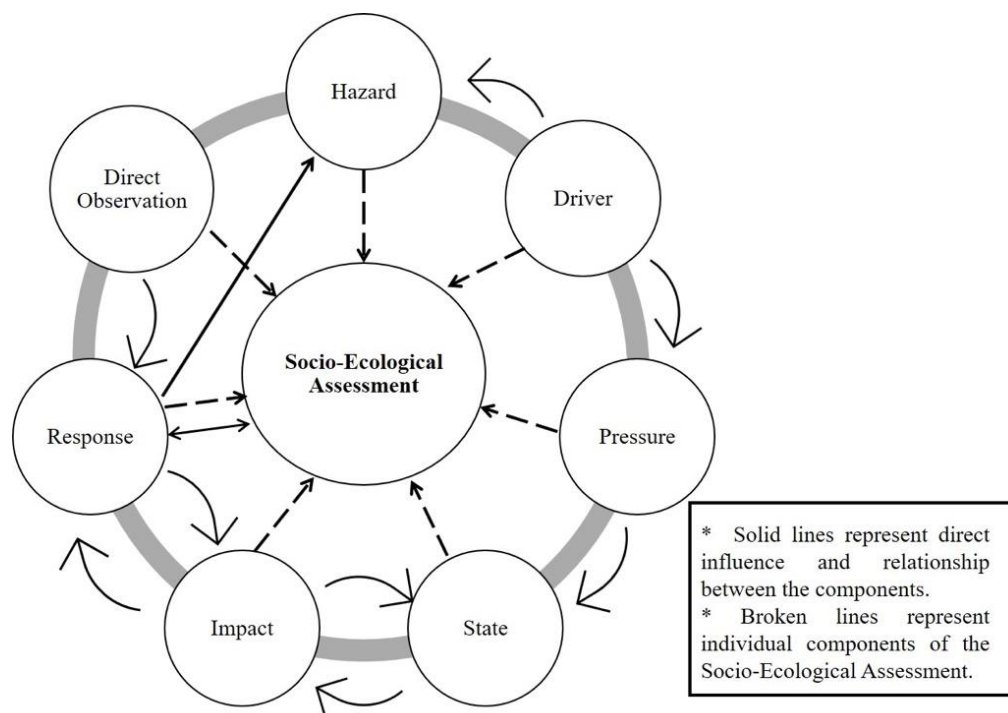 Hazard
Direct
Observation
Driver
Socio-Ecological
Assessment
Response
Pressure
Impact
State
* Solid lines represent direct
influence and relationship
between the components.
* Broken lines represent
individual components of the
Socio-Ecological Assessment.